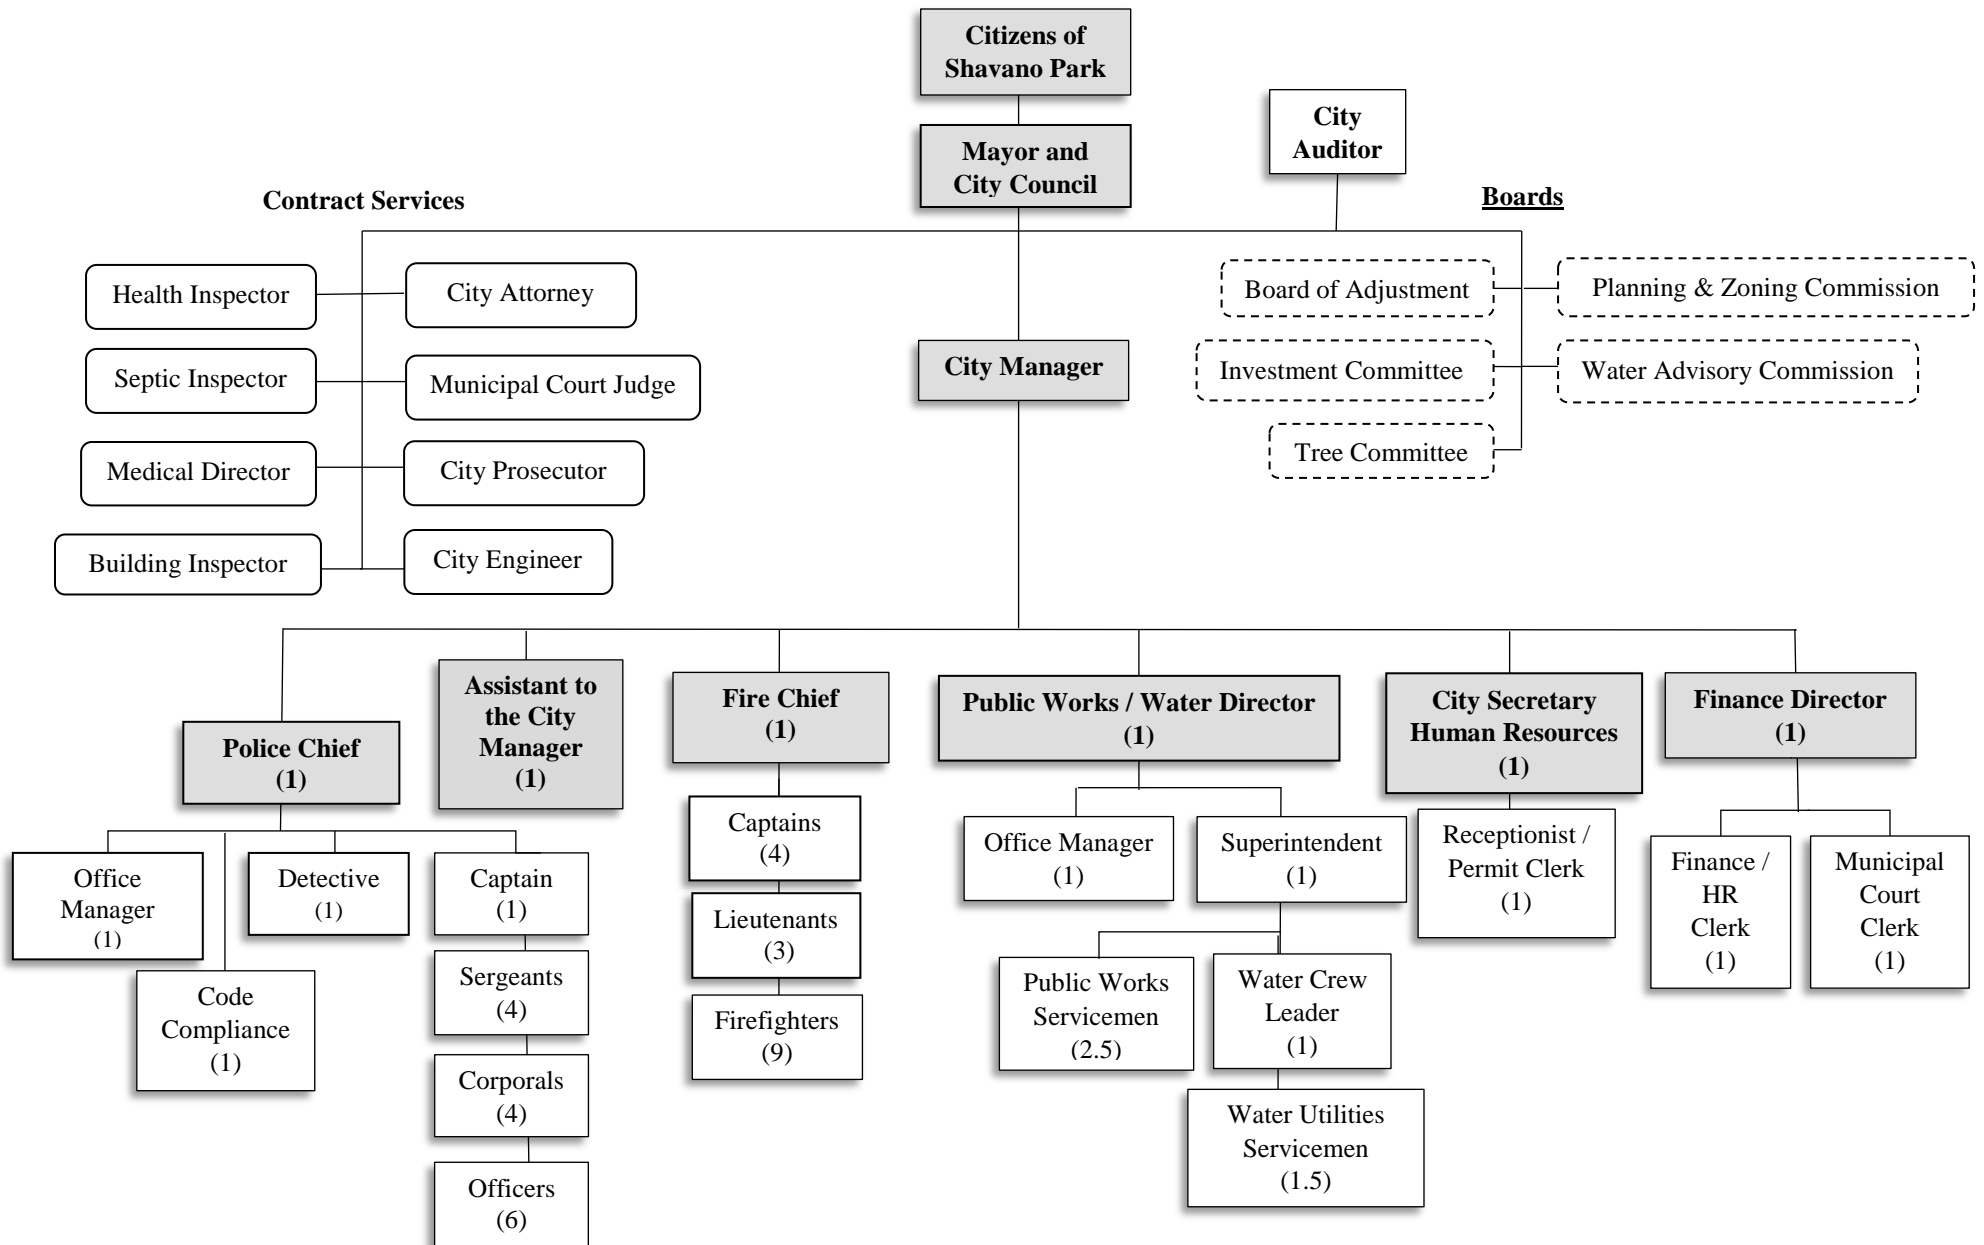 Citizens of
Shavano Park
Mayor and
City Council
City
Auditor
Contract Services
Boards
Health Inspector
City Attorney
Septic Inspector
Municipal Court Judge
Medical Director
City Prosecutor
Building Inspector
City Engineer
Board of Adjustment
Planning & Zoning Commission
Investment Committee
Water Advisory Commission
Tree Committee
City Manager
Police Chief
(1)
Assistant to
the City
Manager
(1)
Fire Chief
(1)
Public Works / Water Director
(1)
City Secretary
Human Resources
(1)
Finance Director
(1)
Office
Manager
(1)
Code
Compliance
(1)
Detective
(1)
Captain
(1)
Sergeants
(4)
Corporals
(4)
Officers
(6)
Captains
(4)
Lieutenants
(3)
Firefighters
(9)
Office Manager
(1)
Superintendent
(1)
Public Works
Servicemen
(2.5)
Water Crew
Leader
(1)
Water Utilities
Servicemen
(1.5)
Receptionist /
Permit Clerk
(1)
Finance /
HR
Clerk
(1)
Municipal
Court
Clerk
(1)